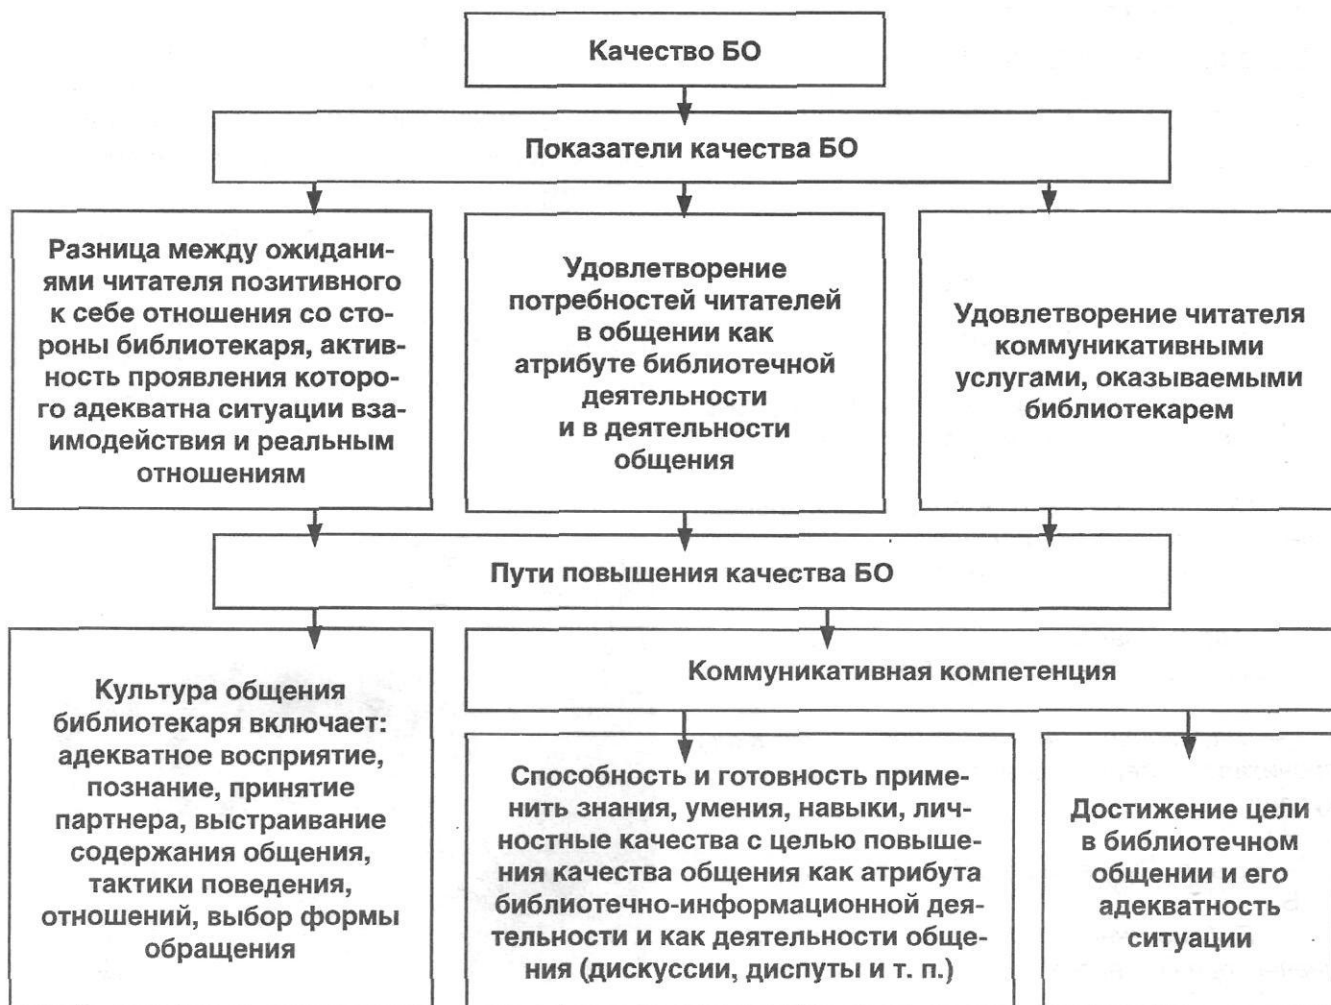 Качество БО
Показатели качества БО
Разница между ожидани-
ями читателя позитивного
к себе отношения со сто-
роны библиотекаря, актив-
ность проявления которо-
го адекватна ситуации вза-
имодействия и реальным
отношениям
Удовлетворение
потребностей читателей
в общении как
атрибуте библиотечной
деятельности
и в деятельности
общения
Удовлетворение читателя
коммуникативными
услугами, оказываемыми
библиотекарем
Пути повышения качества БО
Культура общения
библиотекаря включает:
адекватное восприятие,
познание, принятие
партнера, выстраивание
содержания общения,
тактики поведения,
отношений, выбор формы
обращения
Коммуникативная компетенция
Способность и готовность приме-
нить знания, умения, навыки, лич-
ностные качества с целью повыше-
ния качества общения как атрибута
библиотечно-информационной дея-
тельности и как деятельности обще-
ния (дискуссии, диспуты и т. п.)
Достижение цели
в библиотечном
общении и его
адекватность
ситуации